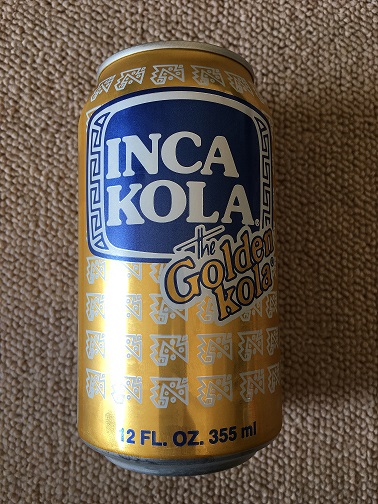 INCA
KOLA®
the
Golden
kola®
12 FL. OZ. 355 ml